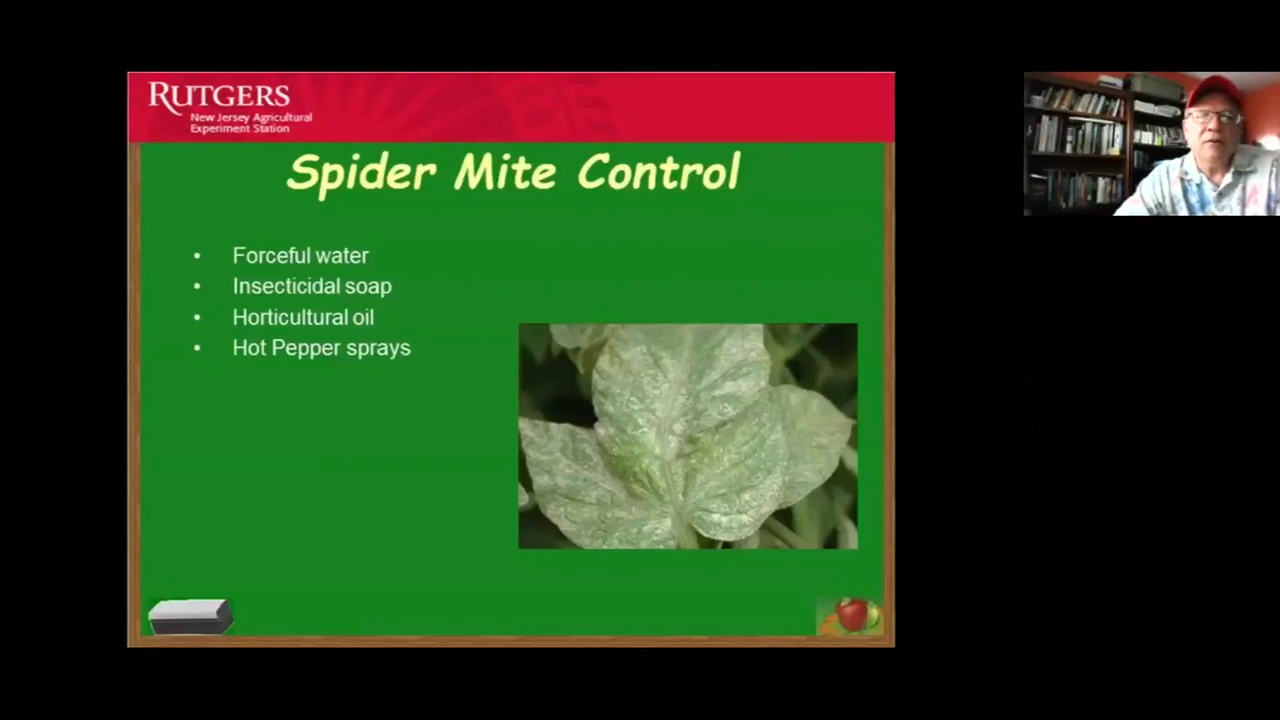 RUTGERS
New Jersey Agricultural
Experiment Station
Spider Mite Control
• Forceful water
• Insecticidal soap
• Horticultural oil
• Hot Pepper sprays